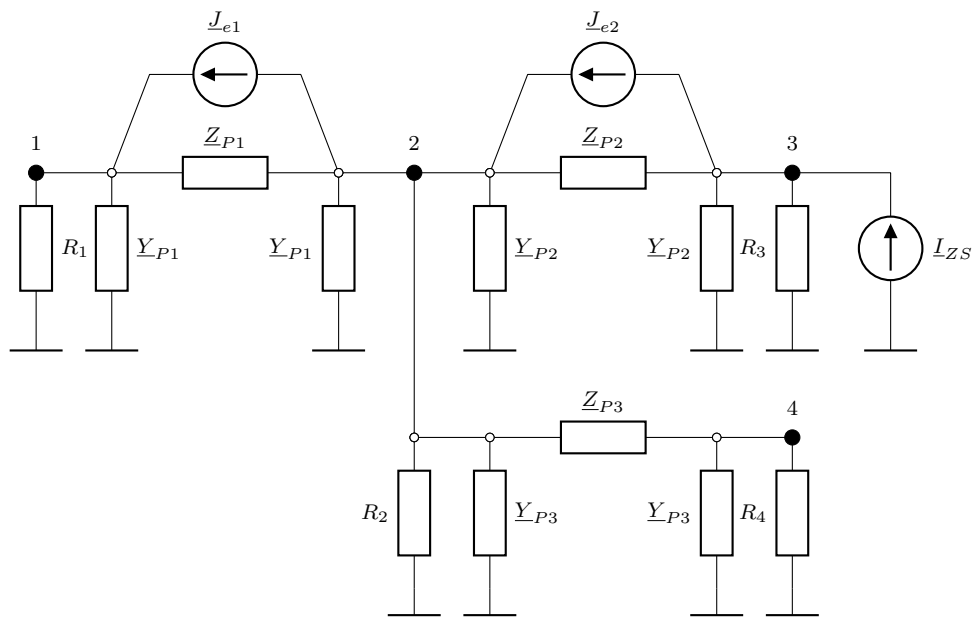 J_e1
J_e2
1
Z_P1
2
Z_P2
3
R_1
Y_P1
Y_P1
Y_P2
Y_P2
R_3
I_ZS
Z_P3
4
R_2
Y_P3
Y_P3
R_4